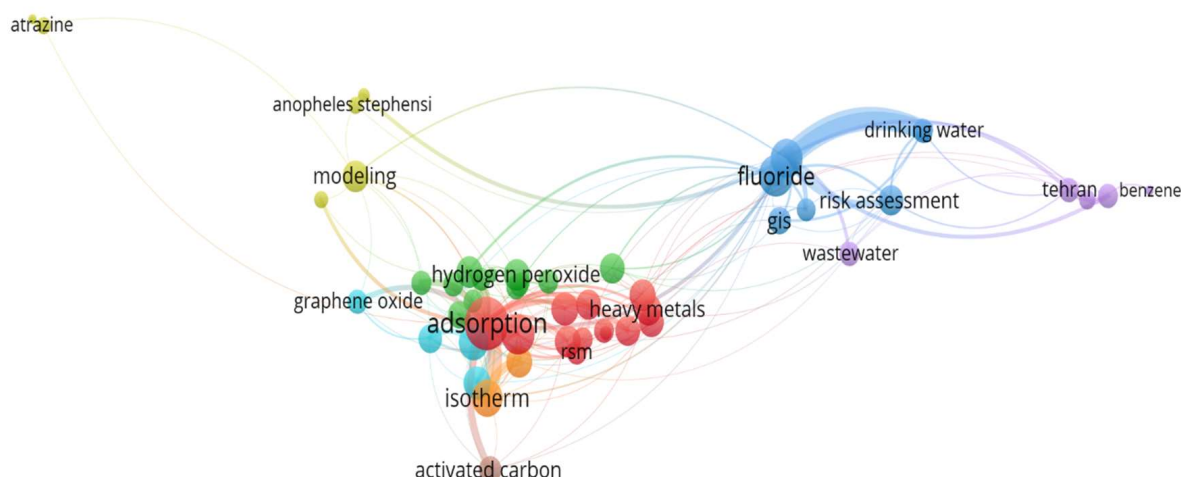 atrazine
anopheles stephensi
drinking water
modeling
fluoride
tehran
benzene
risk assessment
gis
wastewater
hydrogen peroxide
graphene oxide
heavy metals
adsorption
rsm
isotherm
activated carbon